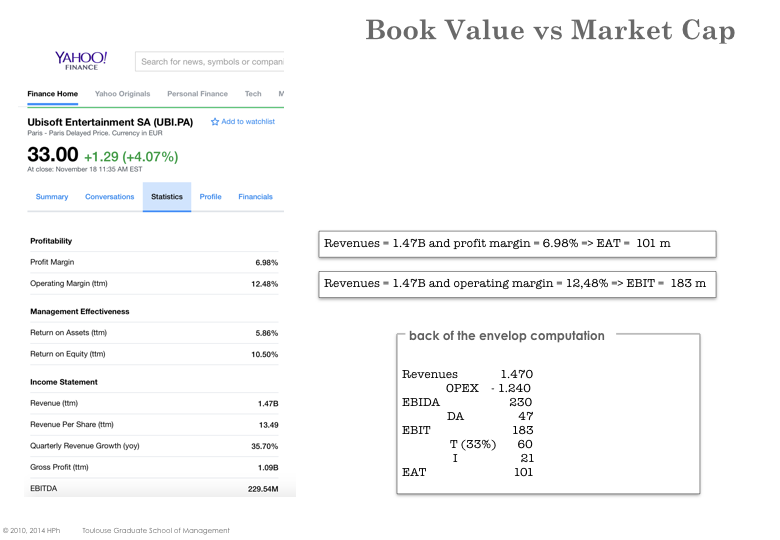 Book Value vs Market Cap
YAHOO!
FINANCE
Search for news, symbols or compani
Finance Home Yahoo Originals Personal Finance Tech M
Ubisoft Entertainment SA (UBI.PA) Add to watchlist
Paris - Paris Delayed Price. Currency in EUR
33.00 +1.29 (+4.07%)
At close: November 18 11:35 AM EST
Summary Conversations Statistics Profile Financials
Profitability
Profit Margin 6.98%
Operating Margin (ttm) 12.48%
Management Effectiveness
Return on Assets (ttm) 5.86%
Return on Equity (ttm) 10.50%
Income Statement
Revenue (ttm) 1.47B
Revenue Per Share (ttm) 13.49
Quarterly Revenue Growth (yoy) 35.70%
Gross Profit (ttm) 1.09B
EBITDA 229.54M
Revenues = 1.47B and profit margin = 6.98% => EAT = 101 m
Revenues = 1.47B and operating margin = 12,48% => EBIT = 183 m
back of the envelop computation
Revenues 1.470
OPEX - 1.240
EBIDA 230
DA 47
EBIT 183
T (33%) 60
I 21
EAT 101
© 2010, 2014 HPh Toulouse Graduate School of Management